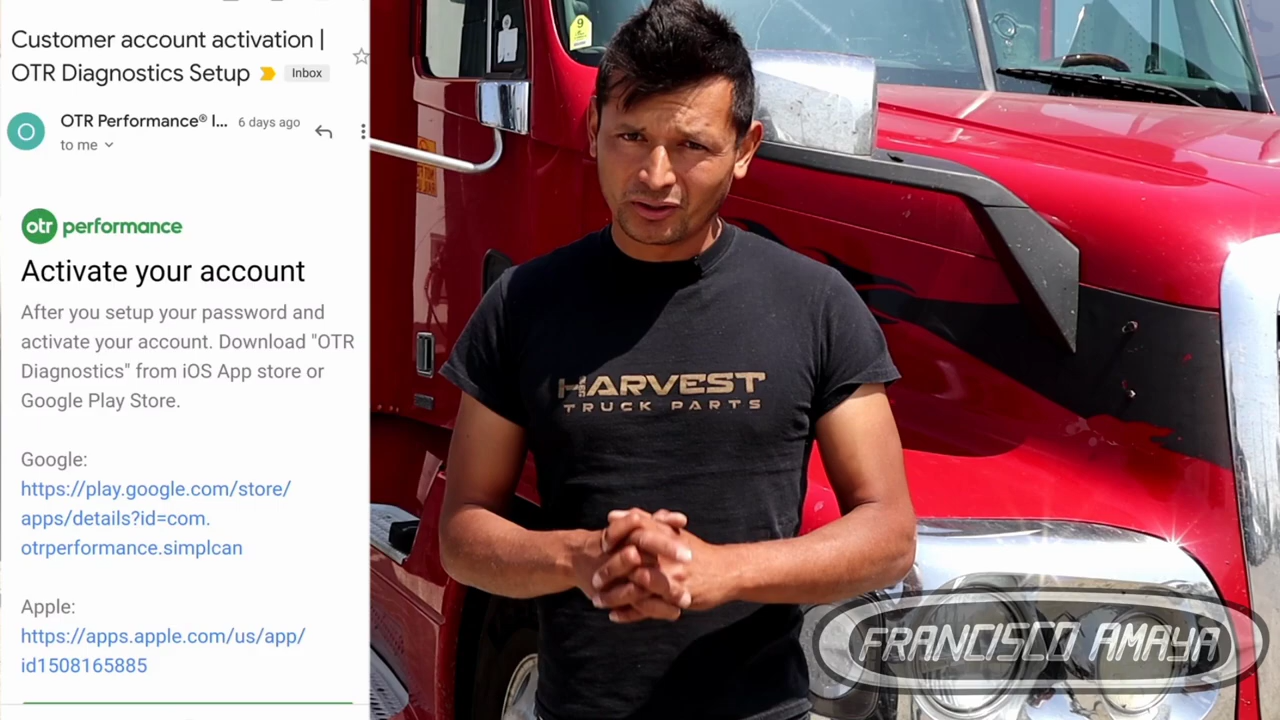 Customer account activation |
OTR Diagnostics Setup
Inbox
OTR Performance® I... 6 days ago
to me
O
otr performance
Activate your account
After you setup your password and
activate your account. Download "OTR
Diagnostics" from iOS App store or
Google Play Store.
Google:
https://play.google.com/store/
apps/details?id=com.
otrperformance.simplcan
Apple:
https://apps.apple.com/us/app/
id1508165885
9
HARVEST
TRUCK PARTS
FRANCISCO AMAYA